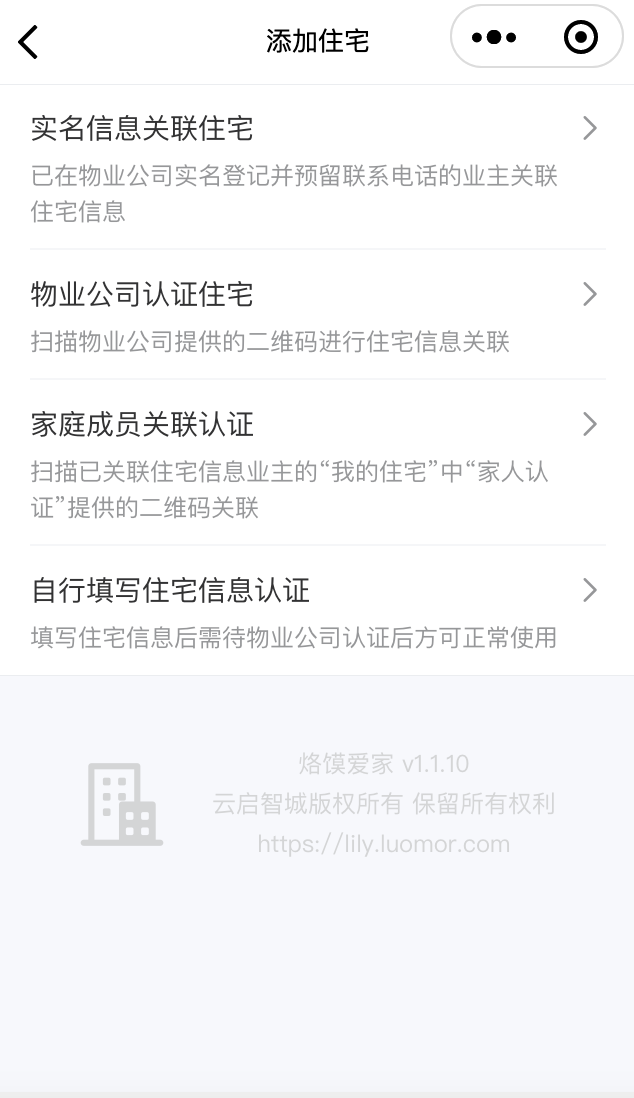 添加住宅
实名信息关联住宅
已在物业公司实名登记并预留联系电话的业主关联
住宅信息
物业公司认证住宅
扫描物业公司提供的二维码进行住宅信息关联
家庭成员关联认证
扫描已关联住宅信息业主的“我的住宅”中“家人认
证”提供的二维码关联
自行填写住宅信息认证
填写住宅信息后需待物业公司认证后方可正常使用
烙馍爱家 v1.1.10
云启智城版权所有 保留所有权利
https://lily.luomor.com